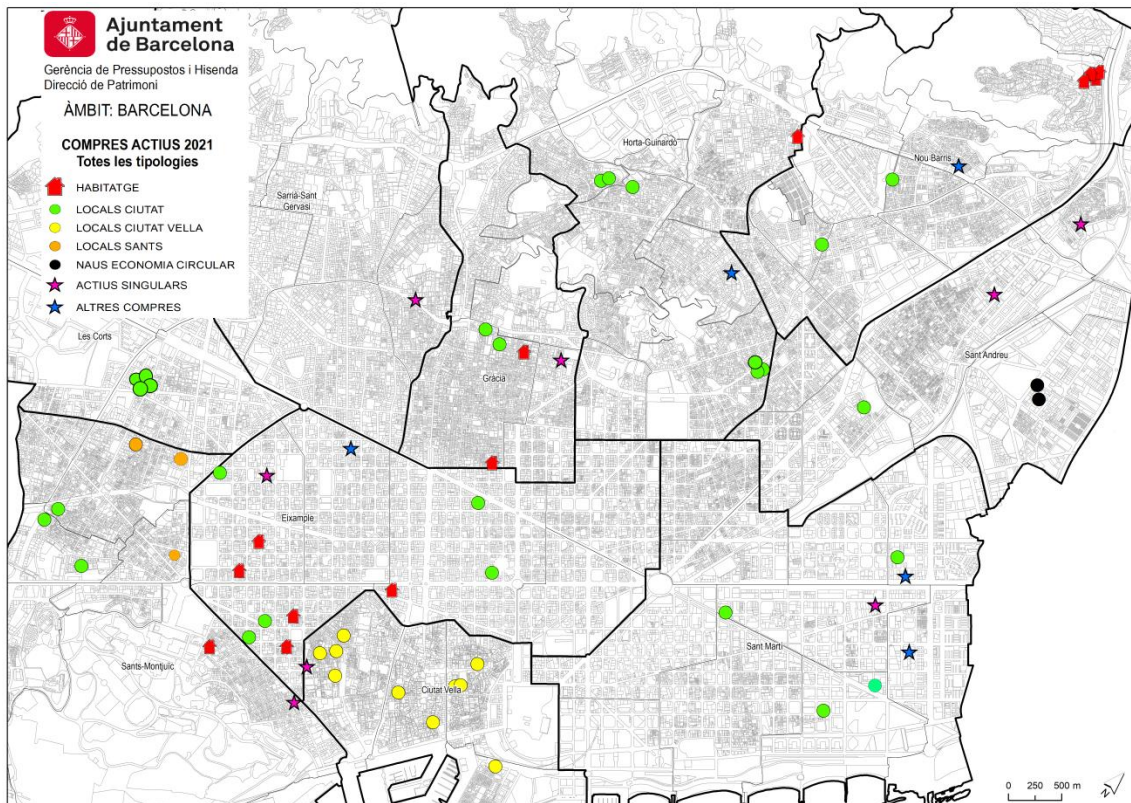 Ajuntament
de Barcelona
Gerència de Pressupostos i Hisenda
Direcció de Patrimoni
ÀMBIT: BARCELONA
COMPRES ACTIUS 2021
Totes les tipologies
HABITATGE
LOCALS CIUTAT
LOCALS CIUTAT VELLA
LOCALS SANTS
NAUS ECONOMIA CIRCULAR
ACTIUS SINGULARS
ALTRES COMPRES
Horta-Guinardo
Nou Barris
Sarrià-Sant
Gervasi
Les Corts
Sant Andreu
Gràcia
Eixample
Sant Martí
Sants-Montjuïc
Ciutat Vella
0 250 500 m
N